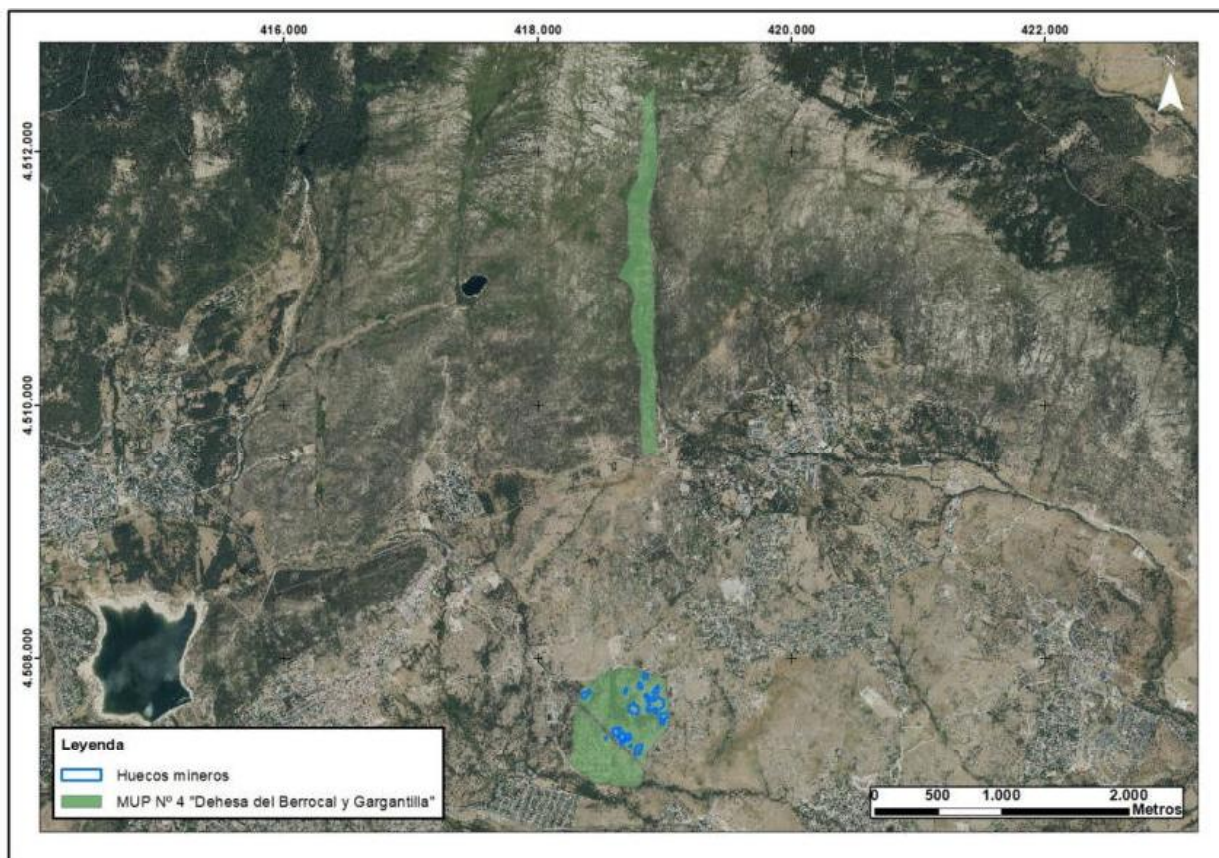 416.000 418.000 420.000 422.000
N
4.512.000
4.510.000
4.508.000
Leyenda
Huecos mineros
MUP Nº 4 "Dehesa del Berrocal y Gargantilla"
0 500 1.000 2.000
Metros